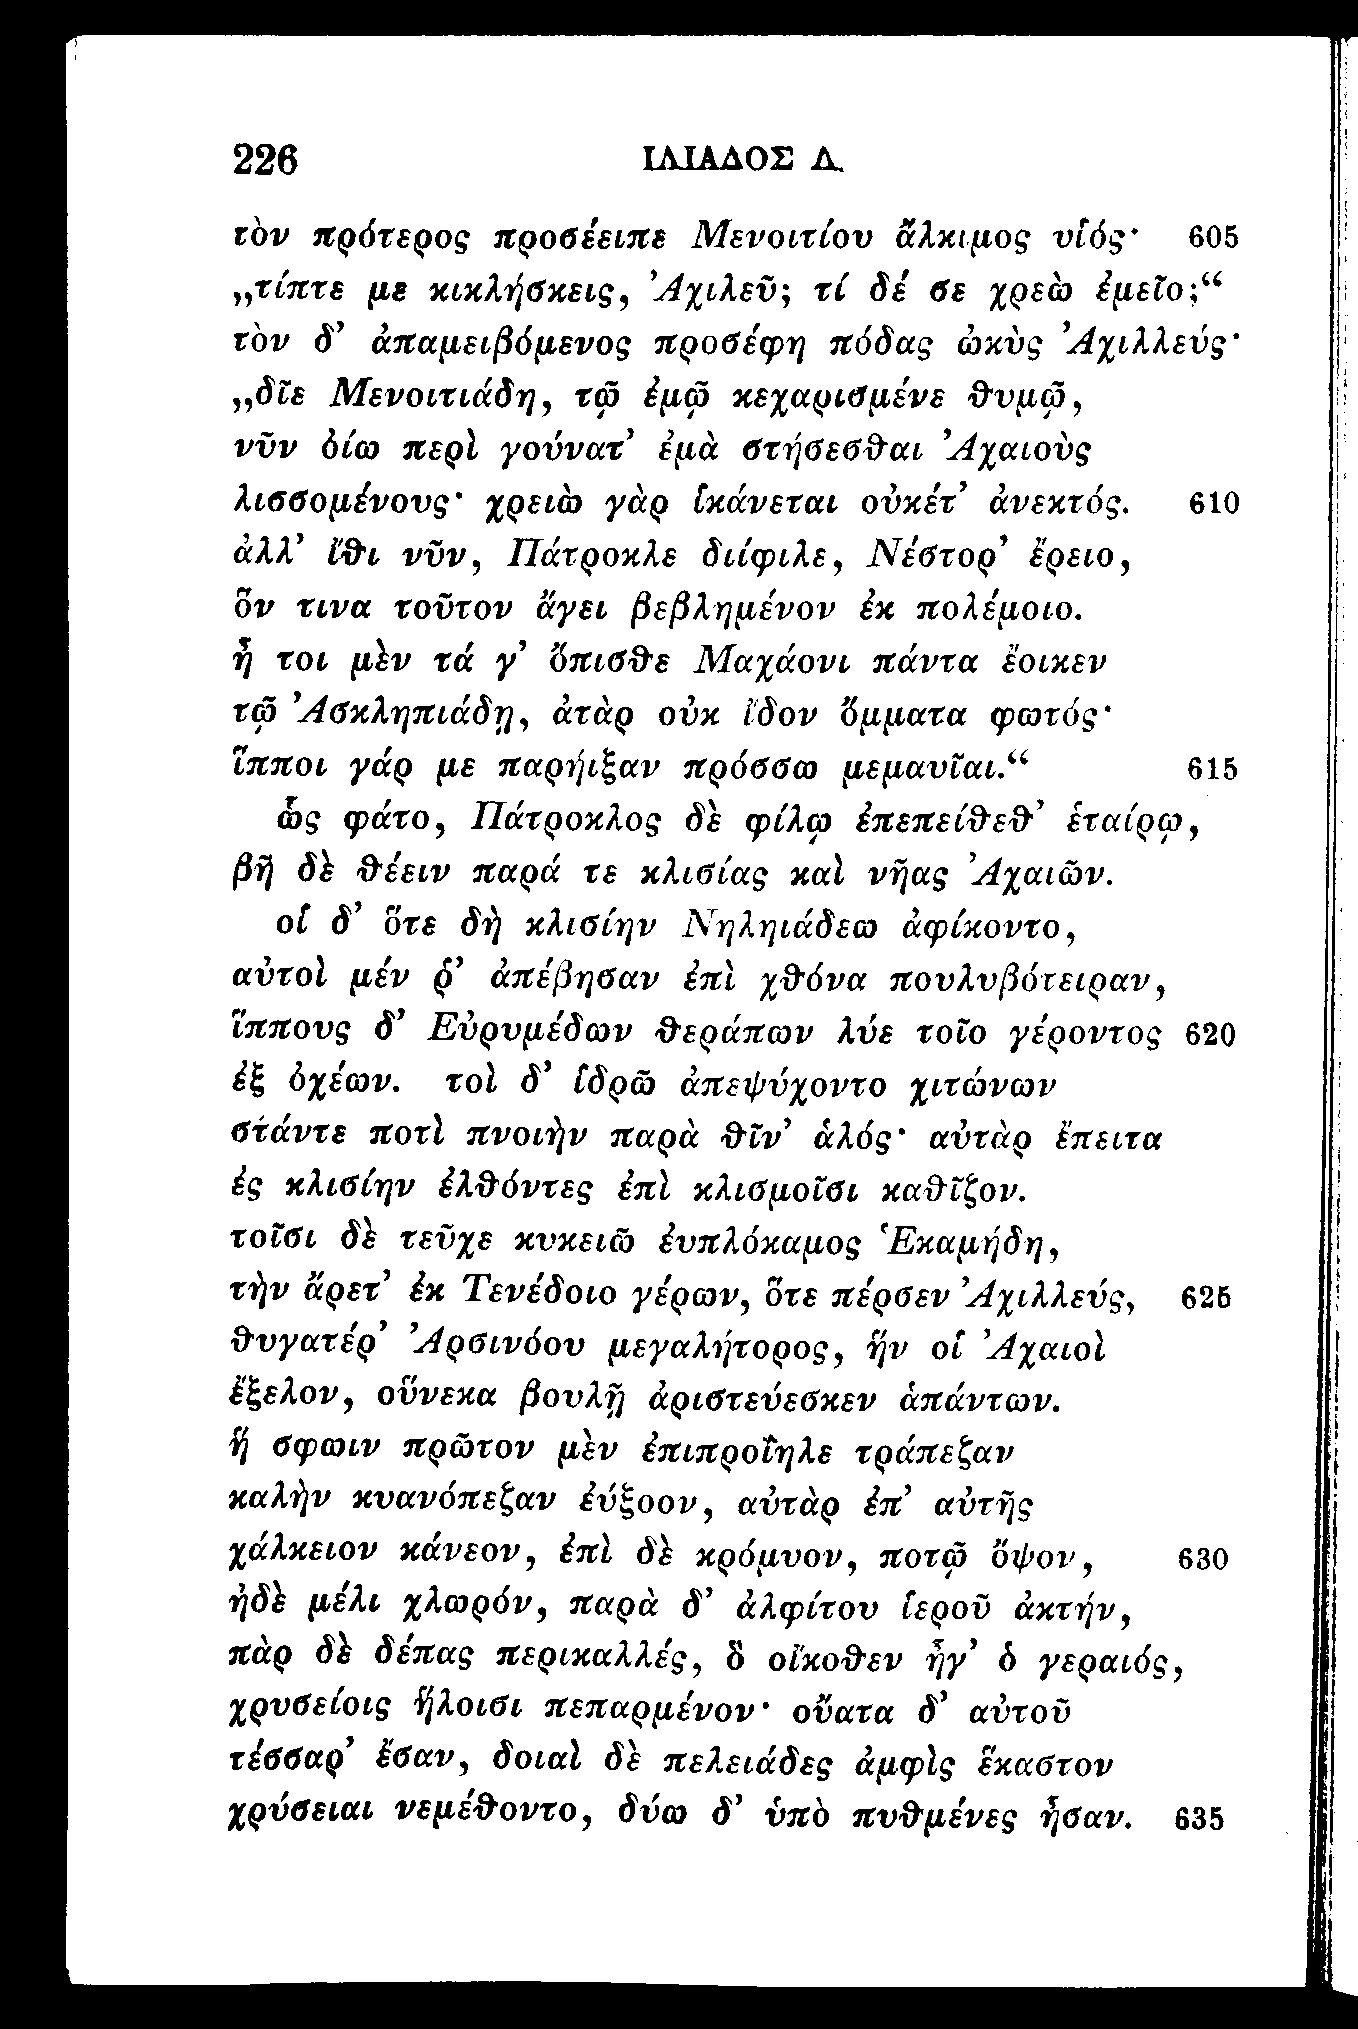 226 ΙΛΙΑΔΟΣ Λ.
τὸν πρότερος προσέειπε Μενοιτίου ἄλκιμος υἱός· 605
„τίπτε με κικλήσκεις, Ἀχιλεῦ; τί δέ σε χρεὼ ἐμεῖο;“
τὸν δ’ ἀπαμειβόμενος προσέφη πόδας ὠκὺς Ἀχιλλεύς·
„δῖε Μενοιτιάδη, τῷ ἐμῷ κεχαρισμένε θυμῷ,
νῦν ὀίω περὶ γούνατ’ ἐμὰ στήσεσθαι Ἀχαιοὺς
λισσομένους· χρειὼ γὰρ ἱκάνεται οὐκέτ’ ἀνεκτός. 610
ἀλλ’ ἴθι νῦν, Πάτροκλε διίφιλε, Νέστορ’ ἔρειο,
ὅν τινα τοῦτον ἄγει βεβλημένον ἐκ πολέμοιο.
ἦ τοι μὲν τά γ’ ὄπισθε Μαχάονι πάντα ἔοικεν
τῷ Ἀσκληπιάδῃ, ἀτὰρ οὐκ ἴδον ὄμματα φωτός·
ἵπποι γάρ με παρήιξαν πρόσσω μεμαυῖαι.“ 615
ὣς φάτο, Πάτροκλος δὲ φίλῳ ἐπεπείθεθ’ ἑταίρῳ,
βῆ δὲ θέειν παρά τε κλισίας καὶ νῆας Ἀχαιῶν.
οἱ δ’ ὅτε δὴ κλισίην Νηληιάδεω ἀφίκοντο,
αὐτοὶ μέν ῥ’ ἀπέβησαν ἐπὶ χθόνα πουλυβότειραν,
ἵππους δ’ Εὐρυμέδων θεράπων λύε τοῖο γέροντος 620
ἐξ ὀχέων. τοὶ δ’ ἱδρῶ ἀπεψύχοντο χιτώνων
στάντε ποτὶ πνοιὴν παρὰ θῖν’ ἁλός· αὐτὰρ ἔπειτα
ἐς κλισίην ἐλθόντες ἐπὶ κλισμοῖσι καθῖζον.
τοῖσι δὲ τεῦχε κυκειῶ ἐυπλόκαμος Ἑκαμήδη,
τὴν ἄρετ’ ἐκ Τενέδοιο γέρων, ὅτε πέρσεν Ἀχιλλεύς, 625
θυγατέρ’ Ἀρσινόου μεγαλήτορος, ἥν οἱ Ἀχαιοὶ
ἔξελον, οὕνεκα βουλῇ ἀριστεύεσκεν ἁπάντων.
ἥ σφωιν πρῶτον μὲν ἐπιπροΐηλε τράπεζαν
καλὴν κυανόπεζαν ἐύξοον, αὐτὰρ ἐπ’ αὐτῆς
χάλκειον κάνεον, ἐπὶ δὲ κρόμυον, ποτῷ ὄψον, 630
ἠδὲ μέλι χλωρόν, παρὰ δ’ ἀλφίτου ἱεροῦ ἀκτήν,
πὰρ δὲ δέπας περικαλλές, ὃ οἴκοθεν ἦγ’ ὁ γεραιός,
χρυσείοις ἥλοισι πεπαρμένον· οὔατα δ’ αὐτοῦ
τέσσαρ’ ἔσαν, δοιαὶ δὲ πελειάδες ἀμφὶς ἕκαστον
χρύσειαι νεμέθοντο, δύω δ’ ὑπὸ πυθμένες ἦσαν. 635